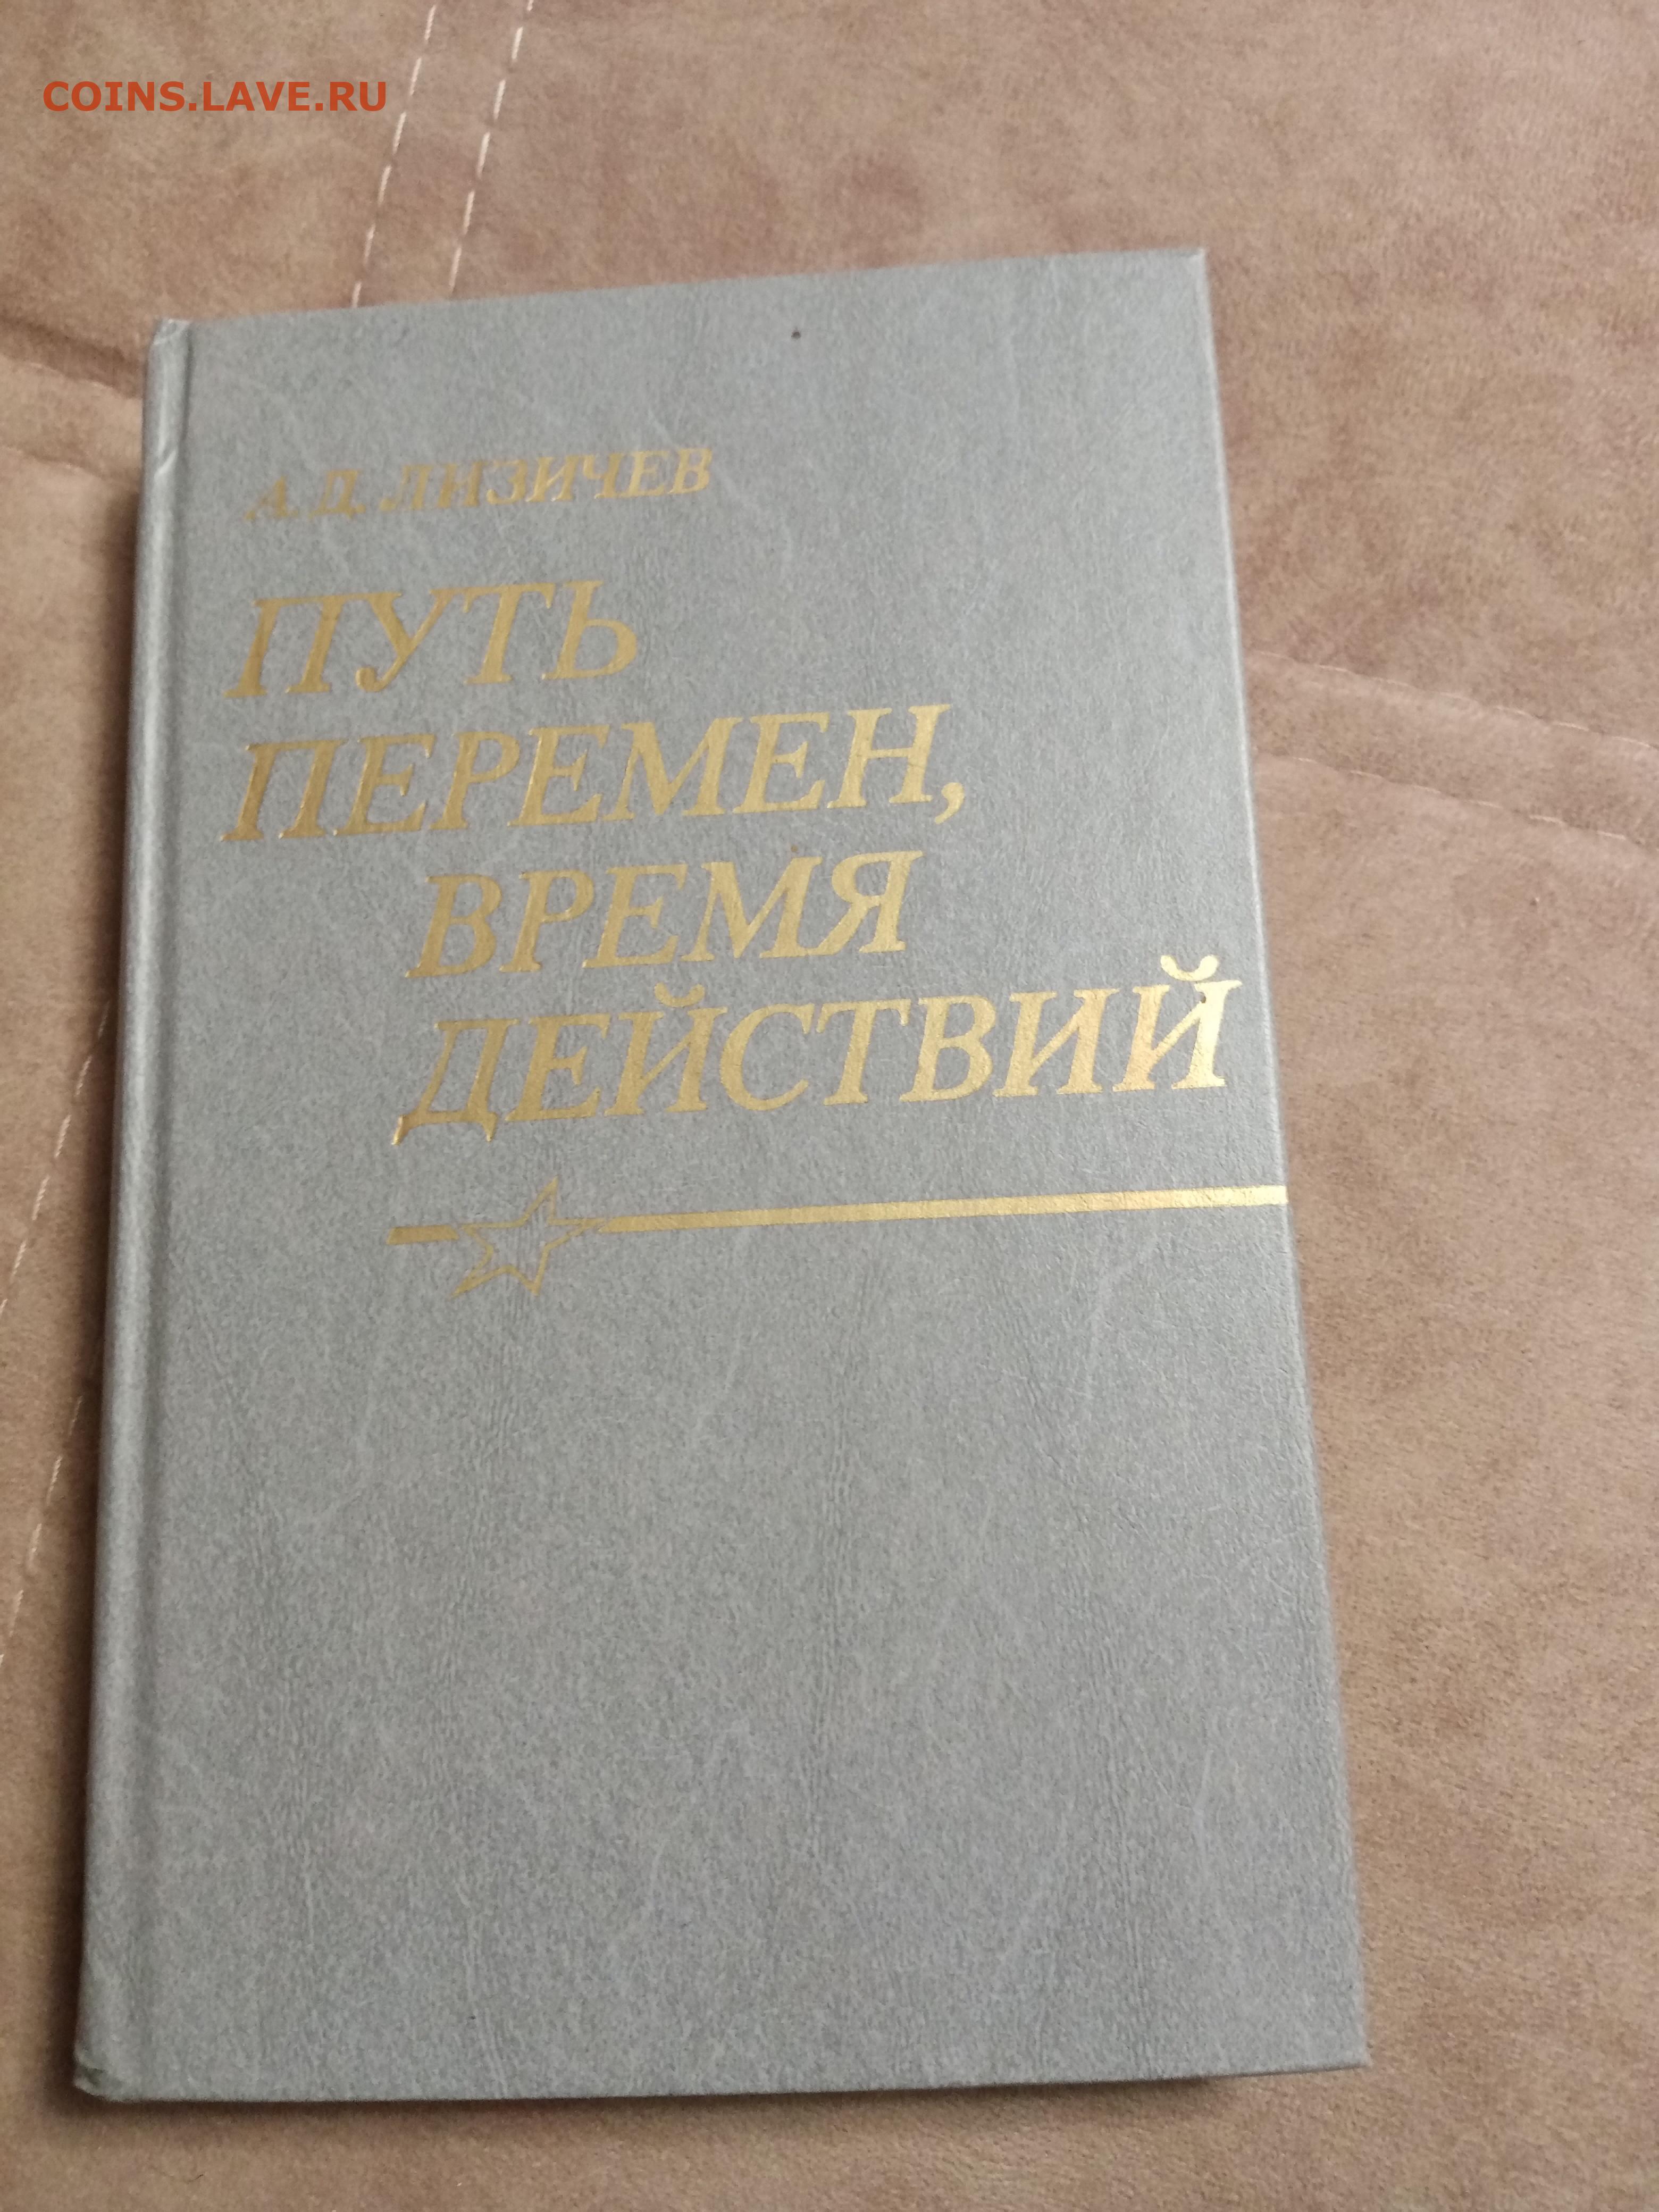 COINS.LAVE.RU
А. Д. ЛИЗИЧЕВ
ПУТЬ
ПЕРЕМЕН,
ВРЕМЯ
ДЕЙСТВИЙ